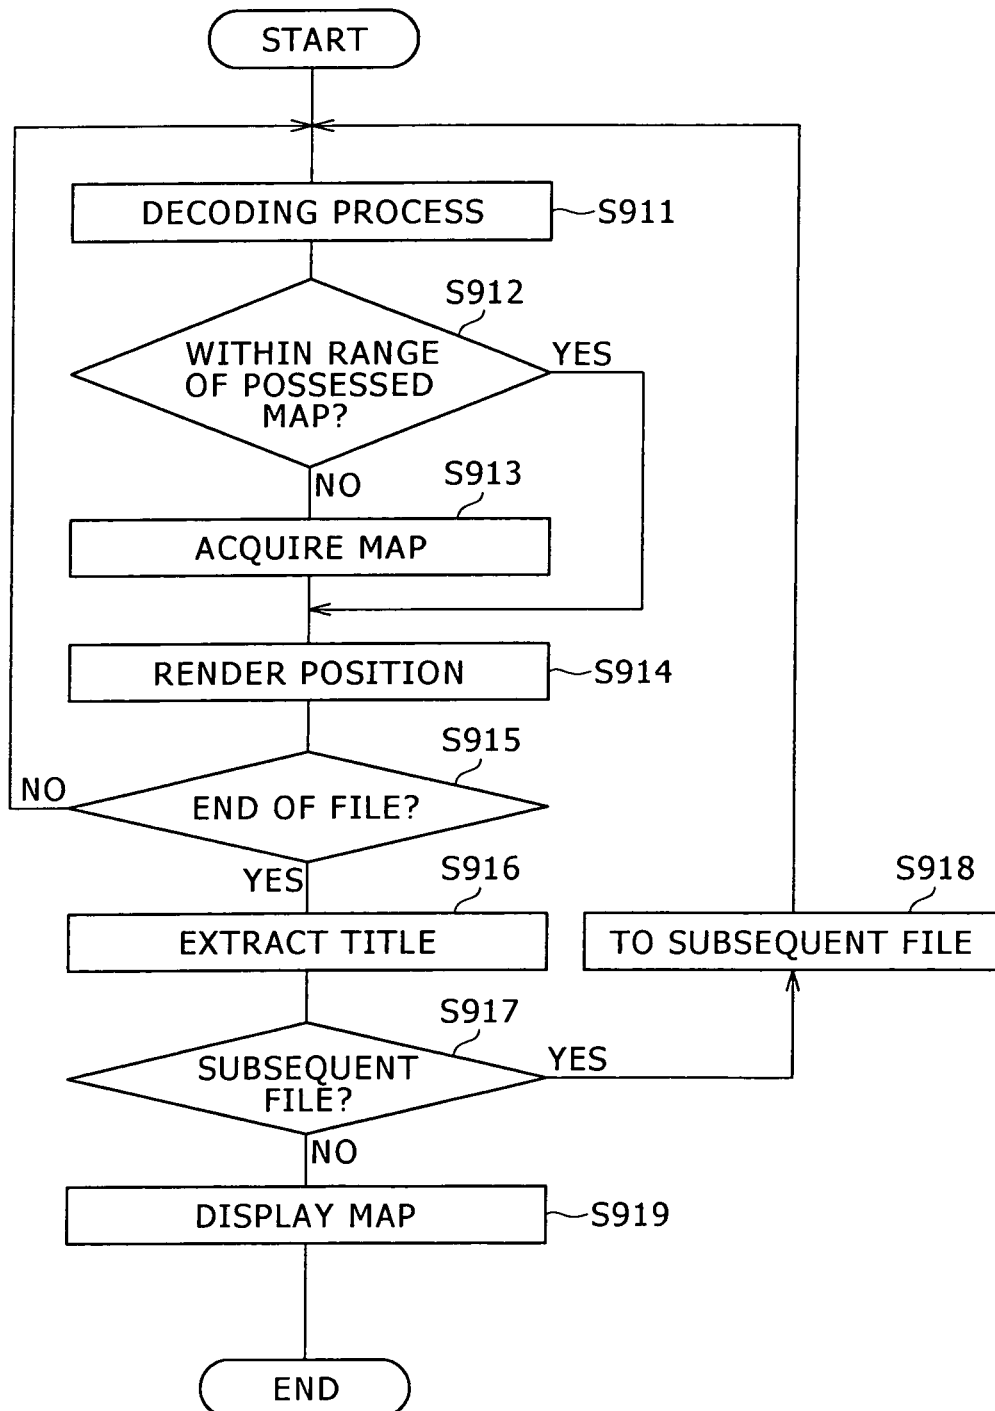 START
DECODING PROCESS
S911
S912
WITHIN RANGE
OF POSSESSED
MAP?
YES
NO
S913
ACQUIRE MAP
RENDER POSITION
S914
S915
NO
END OF FILE?
YES
S916
EXTRACT TITLE
S918
TO SUBSEQUENT FILE
S917
SUBSEQUENT
FILE?
YES
NO
DISPLAY MAP
S919
END